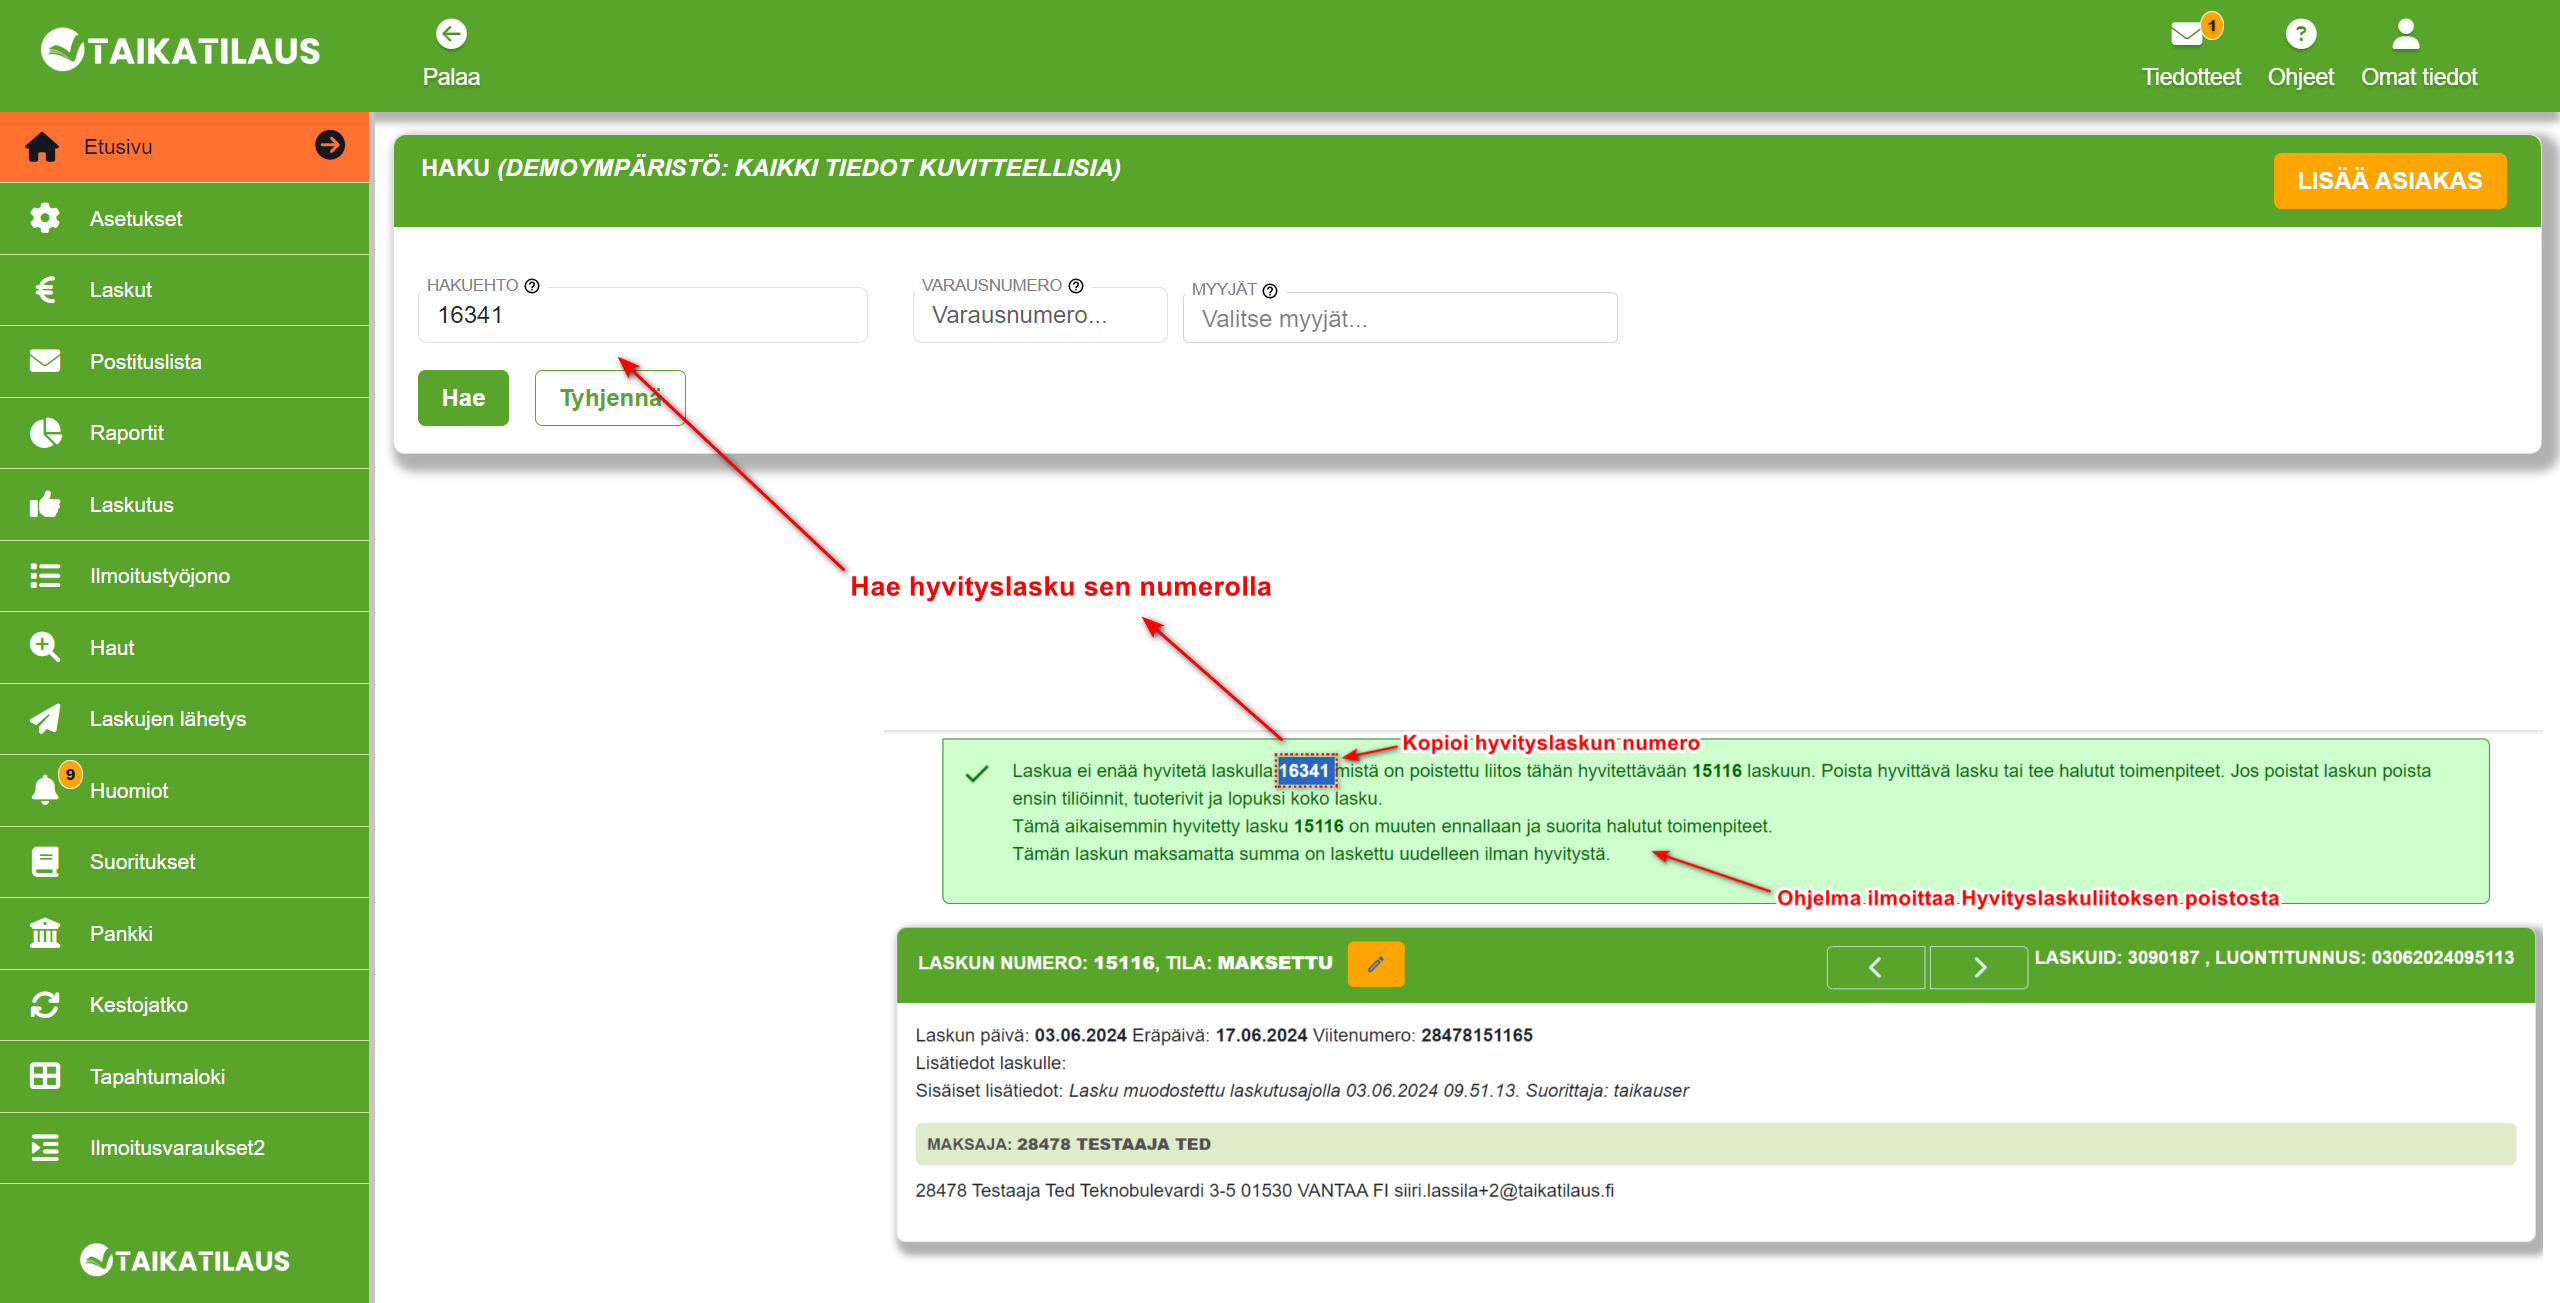 TAIKATILAUS
Palaa
1
Tiedotteet
Ohjeet
Omat tiedot
Etusivu
Asetukset
Laskut
Postituslista
Raportit
Laskutus
Ilmoitustyöjono
Haut
Laskujen lähetys
9
Huomiot
Suoritukset
Pankki
Kestojatko
Tapahtumaloki
Ilmoitusvaraukset2
TAIKATILAUS
HAKU (DEMOYMPÄRISTÖ: KAIKKI TIEDOT KUVITTEELLISIA)
LISÄÄ ASIAKAS
HAKUEHTO
16341
VARAUSNUMERO
Varausnumero...
MYYJÄT
Valitse myyjät...
Hae
Tyhjennä
Hae hyvityslasku sen numerolla
Kopioi hyvityslaskun numero
Laskua ei enää hyvitetä laskulla 16341 mistä on poistettu liitos tähän hyvitettävään 15116 laskuun. Poista hyvittävä lasku tai tee halutut toimenpiteet. Jos poistat laskun poista
ensin tiliöinnit, tuoterivit ja lopuksi koko lasku.
Tämä aikaisemmin hyvitetty lasku 15116 on muuten ennallaan ja suorita halutut toimenpiteet.
Tämän laskun maksamatta summa on laskettu uudelleen ilman hyvitystä.
Ohjelma ilmoittaa Hyvityslaskuliitoksen poistosta
LASKUN NUMERO: 15116, TILA: MAKSETTU
LASKUID: 3090187 , LUONTITUNNUS: 03062024095113
Laskun päivä: 03.06.2024 Eräpäivä: 17.06.2024 Viitenumero: 28478151165
Lisätiedot laskulle:
Sisäiset lisätiedot: Lasku muodostettu laskutusajolla 03.06.2024 09.51.13. Suorittaja: taikauser
MAKSAJA: 28478 TESTAAJA TED
28478 Testaaja Ted Teknobulevardi 3-5 01530 VANTAA FI siiri.lassila+2@taikatilaus.fi